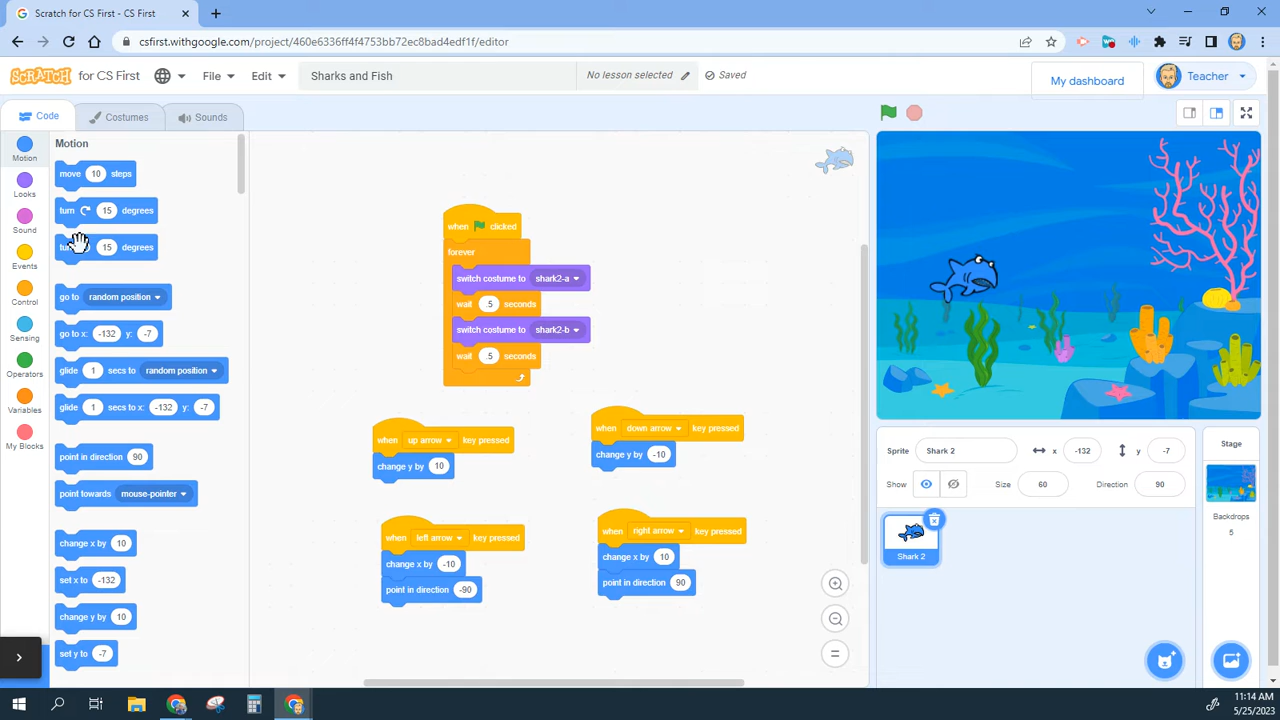 Scratch for CS First - CS First
csfirst.withgoogle.com/project/460e6336ff4f4753bb72ec8bad4edf1f/editor
SCRATCH for CS First
File
Edit
Sharks and Fish
No lesson selected
Saved
My dashboard
Teacher
Code
Costumes
Sounds
Motion
Looks
Sound
Events
Control
Sensing
Operators
Variables
My Blocks
Motion
move 10 steps
turn 15 degrees
15 degrees
go to random position
go to x: -132 y: -7
glide 1 secs to random position
glide 1 secs to x: -132 y: -7
point in direction 90
point towards mouse-pointer
change x by 10
set x to -132
change y by 10
set y to -7
when clicked
forever
switch costume to shark2-a
wait .5 seconds
switch costume to shark2-b
wait .5 seconds
when up arrow key pressed
change y by 10
when down arrow key pressed
change y by -10
when left arrow key pressed
change x by -10
point in direction -90
when right arrow key pressed
change x by 10
point in direction 90
Sprite Shark 2 x -132 y -7
Show Size 60 Direction 90
Shark 2
Stage
Backdrops
5
11:14 AM
5/25/2023